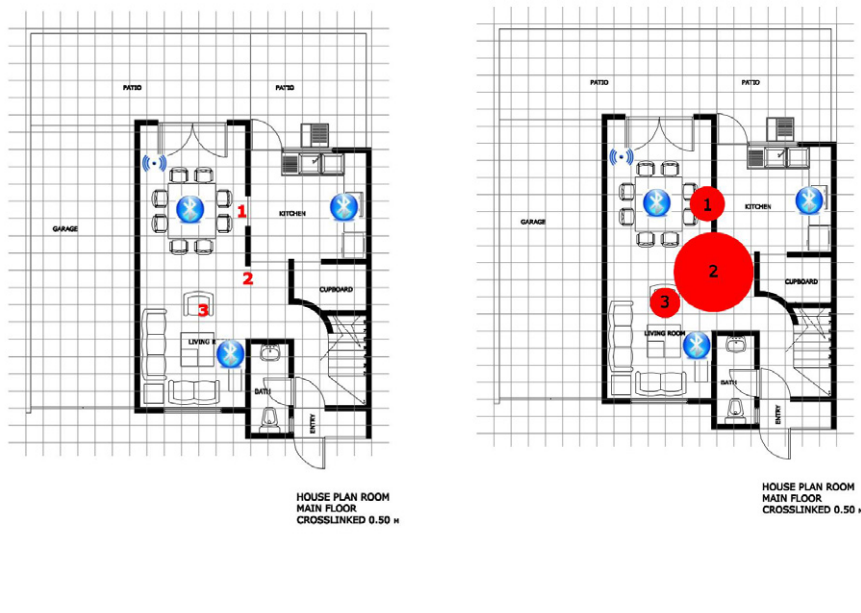 PATIO
PATIO
GARAGE
1
KITCHEN
2
CUPBOARD
3
LIVING R
BATH
ENTRY
HOUSE PLAN ROOM
MAIN FLOOR
CROSSLINKED 0.50 M
PATIO
PATIO
GARAGE
1
KITCHEN
2
CUPBOARD
3
LIVING ROOM
BATH
ENTRY
HOUSE PLAN ROOM
MAIN FLOOR
CROSSLINKED 0.50